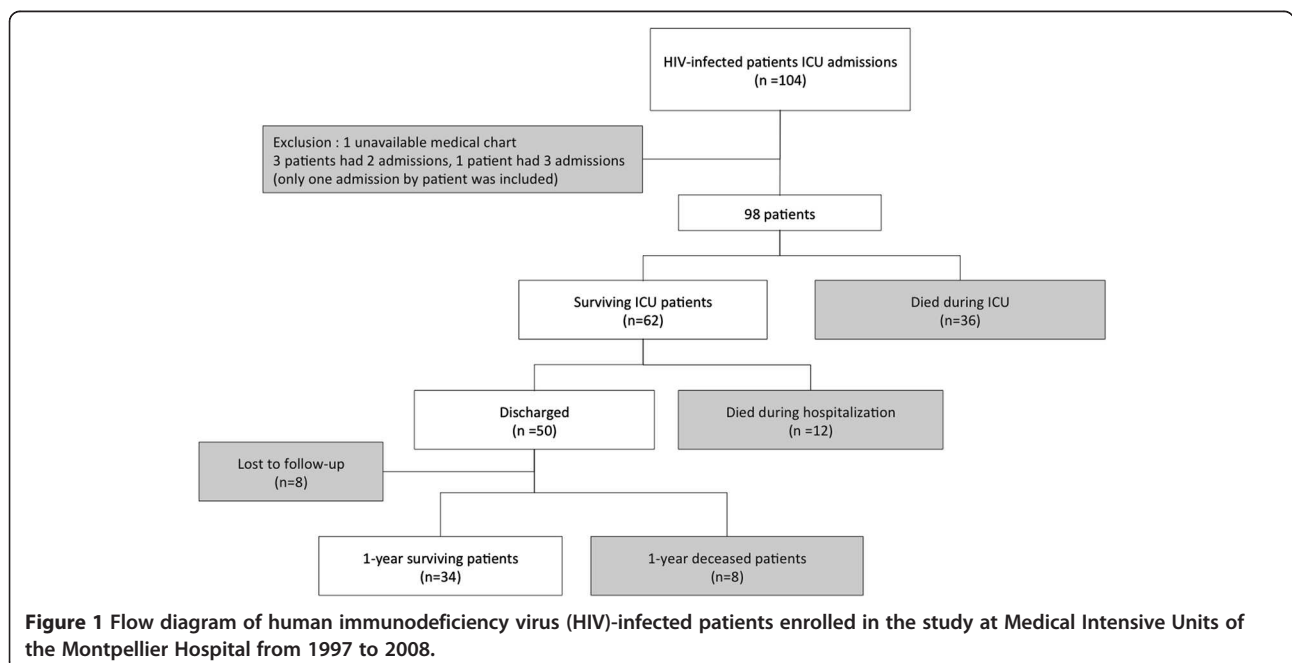 HIV-infected patients ICU admissions
(n =104)
Exclusion : 1 unavailable medical chart
3 patients had 2 admissions, 1 patient had 3 admissions
(only one admission by patient was included)
98 patients
Surviving ICU patients
(n=62)
Died during ICU
(n=36)
Discharged
(n =50)
Died during hospitalization
(n =12)
Lost to follow-up
(n=8)
1-year surviving patients
(n=34)
1-year deceased patients
(n=8)
Figure 1 Flow diagram of human immunodeficiency virus (HIV)-infected patients enrolled in the study at Medical Intensive Units of
the Montpellier Hospital from 1997 to 2008.